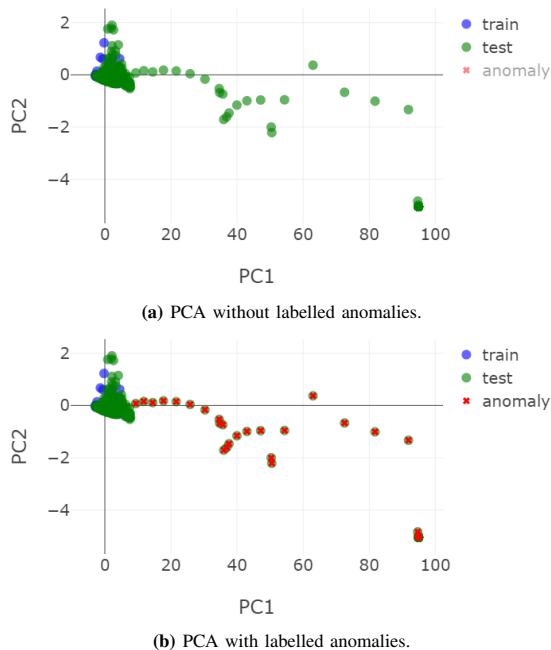 2
0
−2
−4
PC2
0
20
40
60
80
100
PC1
train
test
anomaly
(a) PCA without labelled anomalies.
2
0
−2
−4
PC2
0
20
40
60
80
100
PC1
train
test
anomaly
(b) PCA with labelled anomalies.